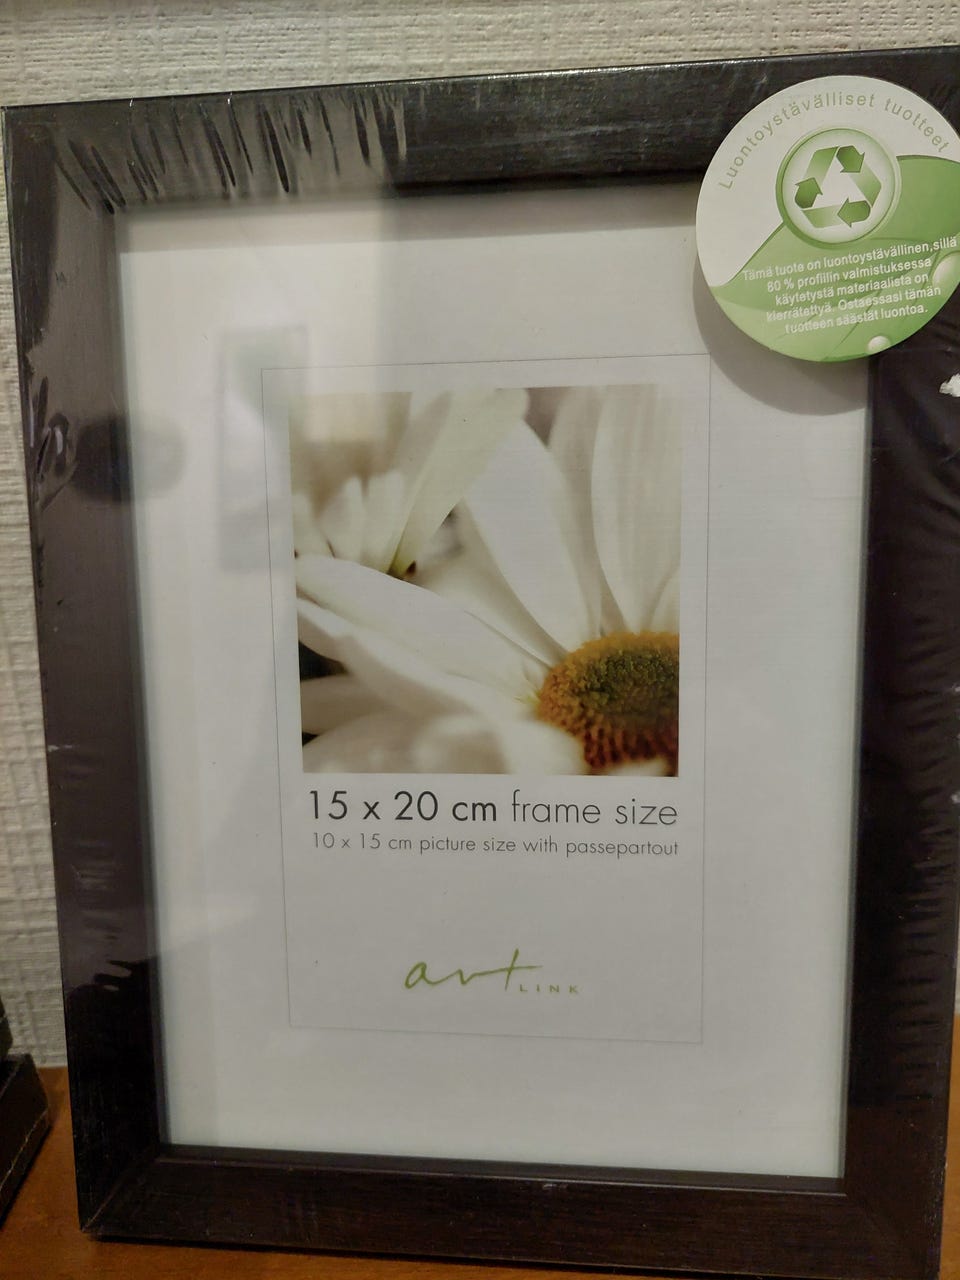 Luontoystävälliset tuotteet
Tämä tuote on luontoystävällinen,sillä
80 % profiilin valmistuksessa
käytetystä materiaalista on
kierrätettyä. Ostaessasi tämän
tuotteen säästät luontoa.
15 x 20 cm frame size
10 x 15 cm picture size with passepartout
art
LINK